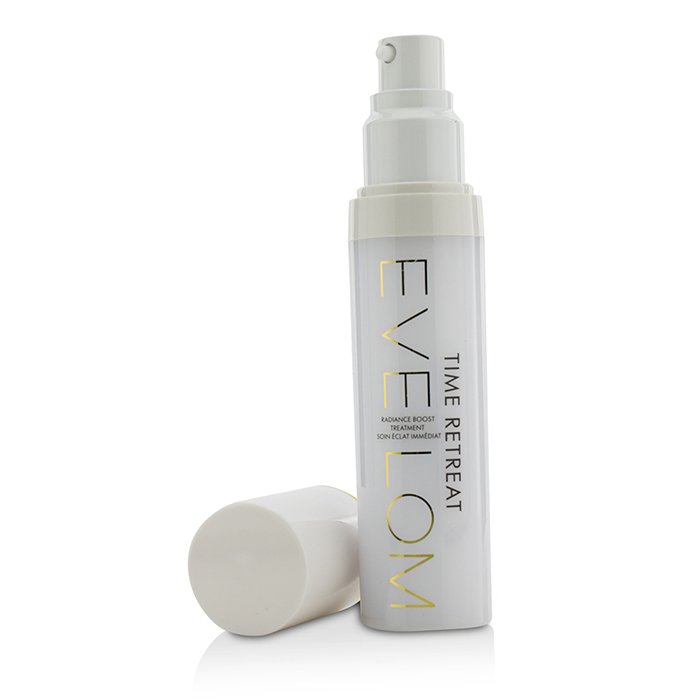 EVE LOM
TIME RETREAT
RADIANCE BOOST
TREATMENT
SOIN ÉCLAT IMMÉDIAT